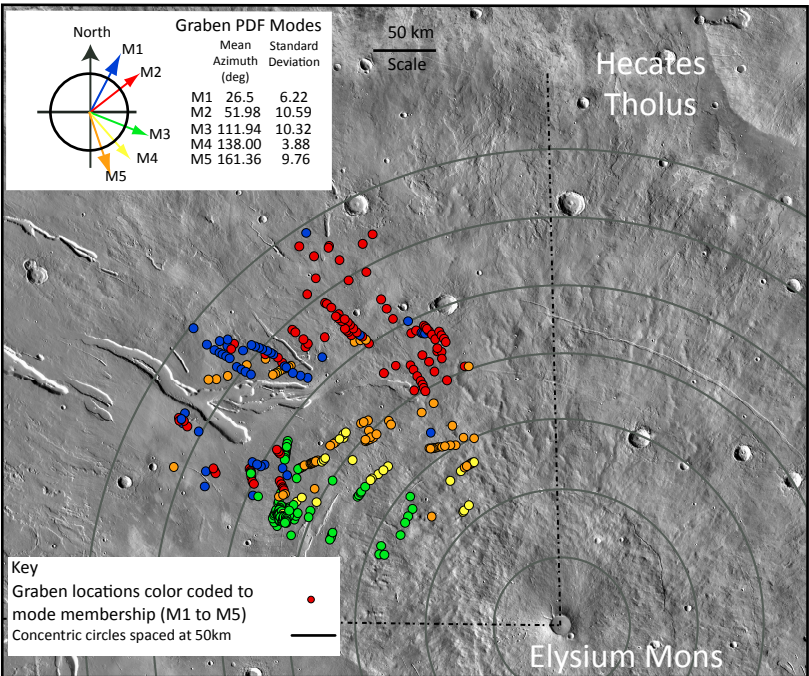 Graben PDF Modes
North
Mean Standard
Azimuth Deviation
(deg)
M1 26.5 6.22
M2 51.98 10.59
M3 111.94 10.32
M4 138.00 3.88
M5 161.36 9.76
M1
M2
M3
M4
M5
50 km
Scale
Hecates
Tholus
Key
Graben locations color coded to
mode membership (M1 to M5)
Concentric circles spaced at 50km
Elysium Mons